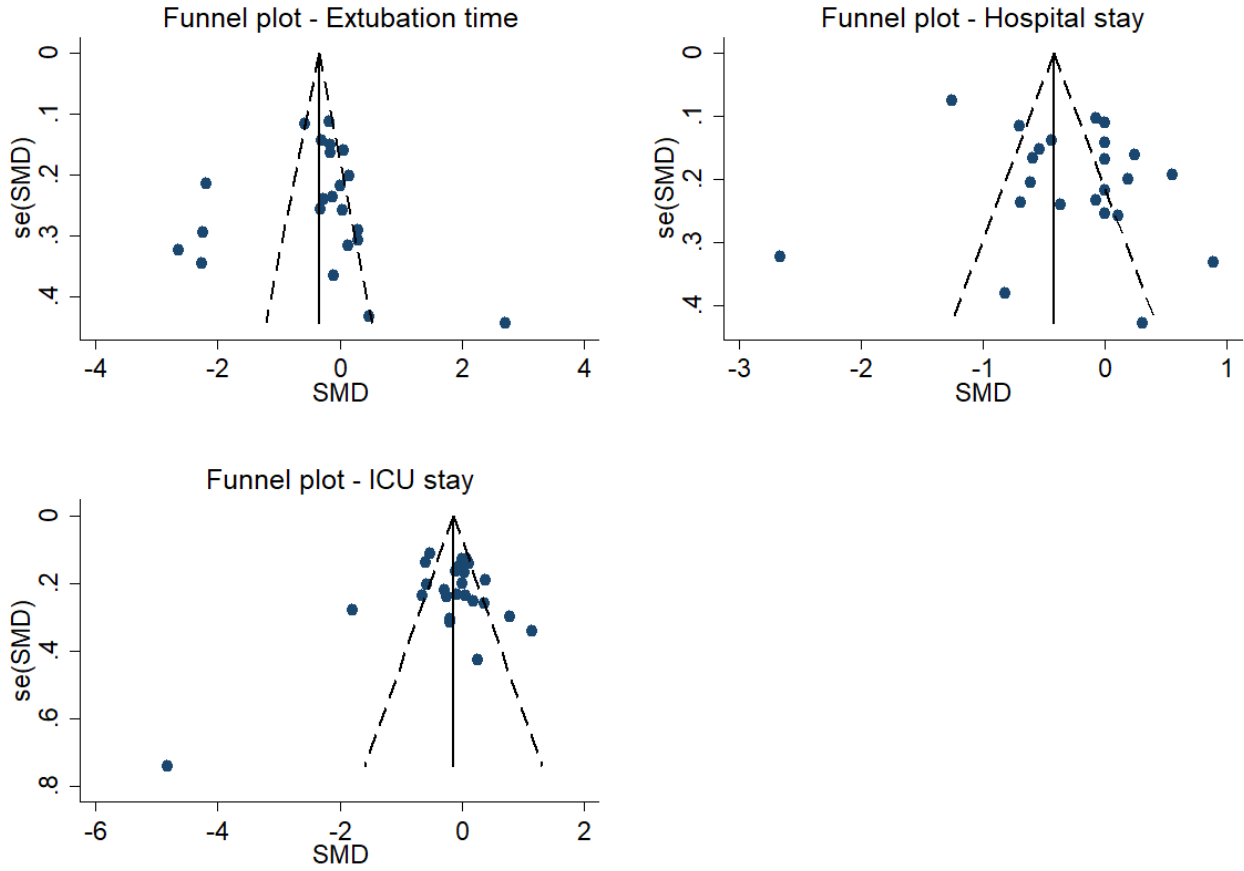 Funnel plot - Extubation time
0
.1
.2
.3
.4
se(SMD)
-4 -2 0 2 4
SMD
Funnel plot - Hospital stay
0
.1
.2
.3
.4
se(SMD)
-3 -2 -1 0 1
SMD
Funnel plot - ICU stay
0
.2
.4
.6
.8
se(SMD)
-6 -4 -2 0 2
SMD